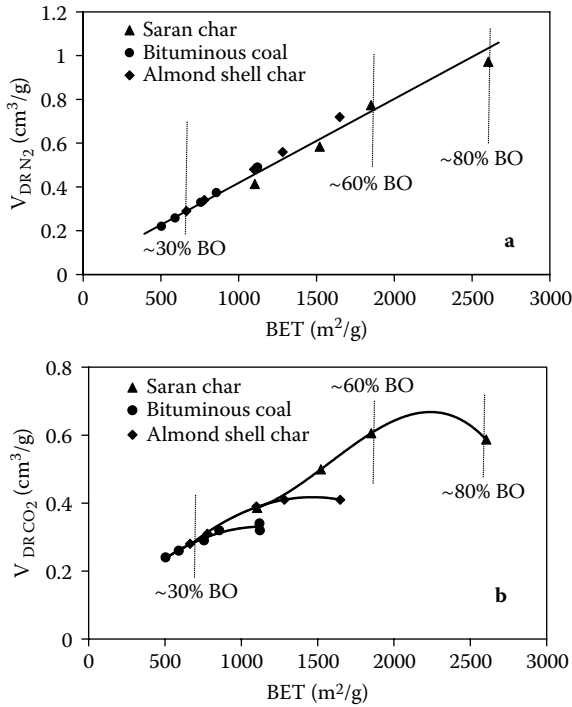 1.2
1
0.8
0.6
0.4
0.2
0
V_DR N₂ (cm³/g)
▲ Saran char
● Bituminous coal
◆ Almond shell char
~30% BO
~60% BO
~80% BO
a
0 500 1000 1500 2000 2500 3000
BET (m²/g)
0.8
0.6
0.4
0.2
0
V_DR CO₂ (cm³/g)
▲ Saran char
● Bituminous coal
◆ Almond shell char
~60% BO
~80% BO
~30% BO
b
0 500 1000 1500 2000 2500 3000
BET (m²/g)